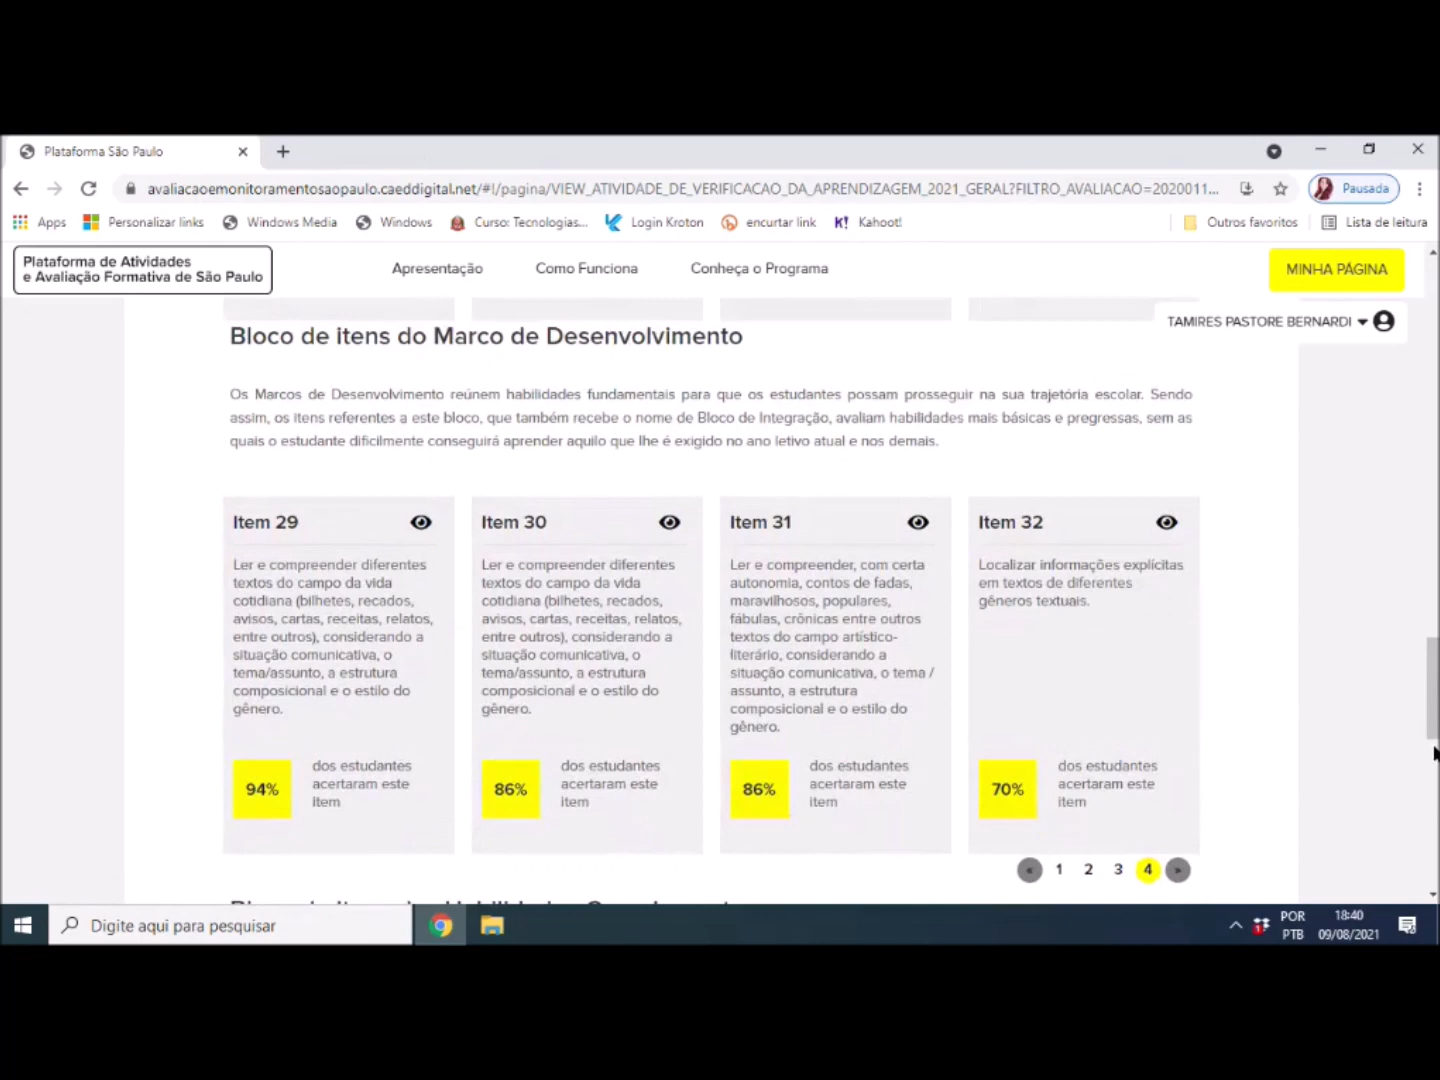 Plataforma São Paulo
avaliacaoemonitoramentosaopaulo.caeddigital.net/#!/pagina/VIEW_ATIVIDADE_DE_VERIFICACAO_DA_APRENDIZAGEM_2021_GERAL?FILTRO_AVALIACAO=2020011...
Pausada
Apps
Personalizar links
Windows Media
Windows
Curso: Tecnologias...
Login Kroton
encurtar link
K! Kahoot!
Outros favoritos
Lista de leitura
Plataforma de Atividades
e Avaliação Formativa de São Paulo
Apresentação
Como Funciona
Conheça o Programa
MINHA PÁGINA
TAMIRES PASTORE BERNARDI
Bloco de itens do Marco de Desenvolvimento
Os Marcos de Desenvolvimento reúnem habilidades fundamentais para que os estudantes possam prosseguir na sua trajetória escolar. Sendo
assim, os itens referentes a este bloco, que também recebe o nome de Bloco de Integração, avaliam habilidades mais básicas e pregressas, sem as
quais o estudante dificilmente conseguirá aprender aquilo que lhe é exigido no ano letivo atual e nos demais.
Item 29
Ler e compreender diferentes
textos do campo da vida
cotidiana (bilhetes, recados,
avisos, cartas, receitas, relatos,
entre outros), considerando a
situação comunicativa, o
tema/assunto, a estrutura
composicional e o estilo do
gênero.
94%
dos estudantes
acertaram este
item
Item 30
Ler e compreender diferentes
textos do campo da vida
cotidiana (bilhetes, recados,
avisos, cartas, receitas, relatos,
entre outros), considerando a
situação comunicativa, o
tema/assunto, a estrutura
composicional e o estilo do
gênero.
86%
dos estudantes
acertaram este
item
Item 31
Ler e compreender, com certa
autonomia, contos de fadas,
maravilhosos, populares,
fábulas, crônicas entre outros
textos do campo artístico-
literário, considerando a
situação comunicativa, o tema /
assunto, a estrutura
composicional e o estilo do
gênero.
86%
dos estudantes
acertaram este
item
Item 32
Localizar informações explícitas
em textos de diferentes
gêneros textuais.
70%
dos estudantes
acertaram este
item
« 1 2 3 4 »
Digite aqui para pesquisar
POR
PTB
18:40
09/08/2021